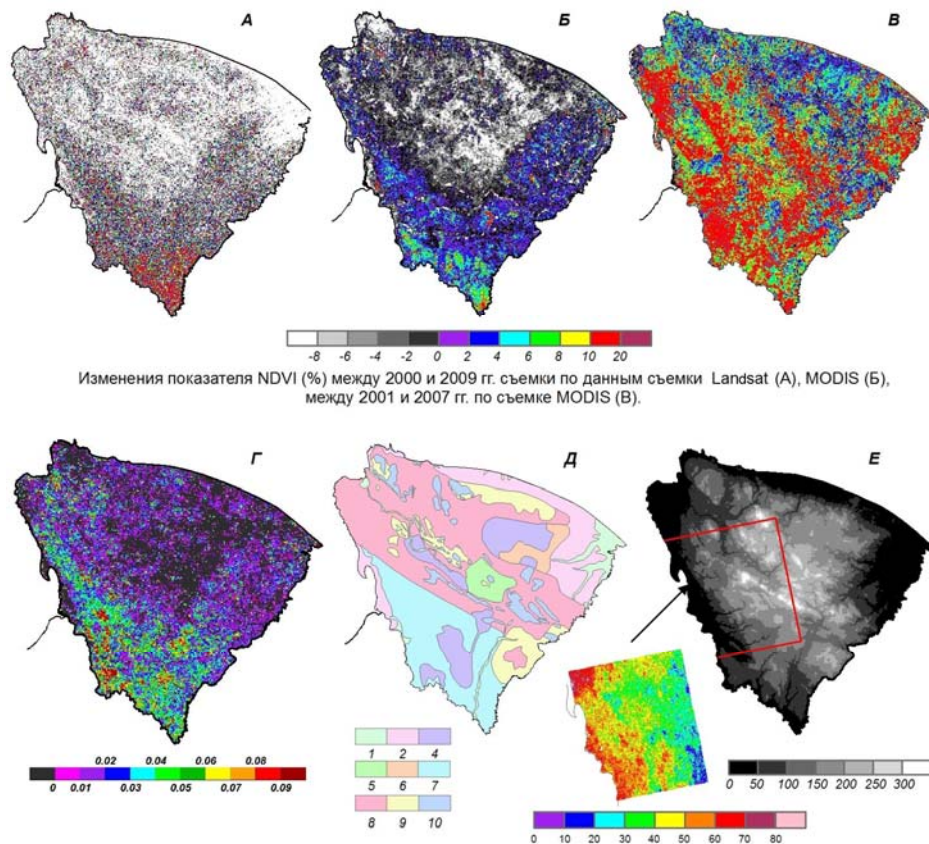 А Б В
-8 -6 -4 -2 0 2 4 6 8 10 20
Изменения показателя NDVI (%) между 2000 и 2009 гг. съемки по данным съемки Landsat (А), MODIS (Б),
между 2001 и 2007 гг. по съемке MODIS (В).
Г Д Е
0.02 0.04 0.06 0.08
0 0.01 0.03 0.05 0.07 0.09
1 2 4
5 6 7
8 9 10
0 50 100 150 200 250 300
0 10 20 30 40 50 60 70 80